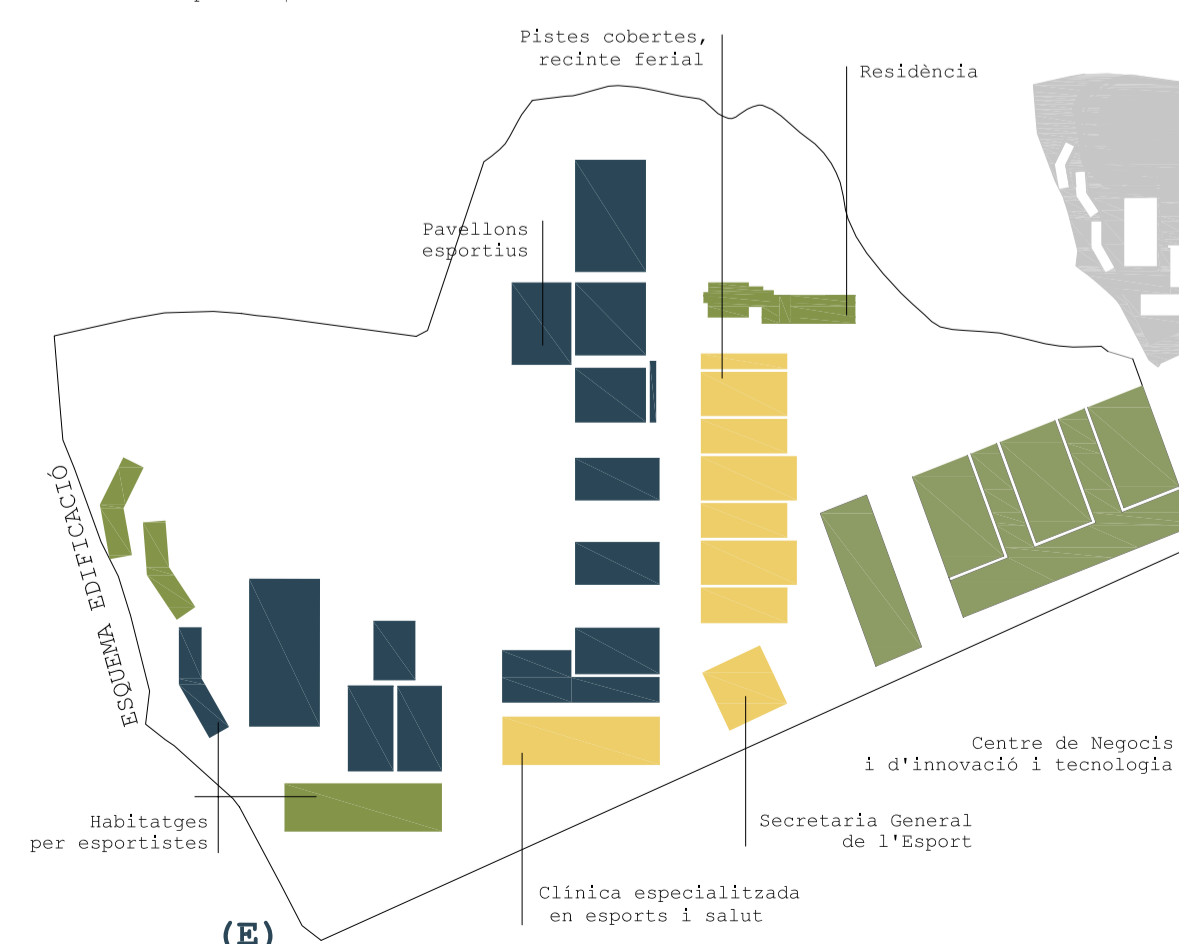 Pistes cobertes,
recinte ferial
Residència
Pavellons
esportius
ESQUEMA EDIFICACIÓ
Centre de Negocis
i d'innovació i tecnologia
Habitatges
per esportistes
Secretaria General
de l'Esport
Clínica especialitzada
en esports i salut
(E)